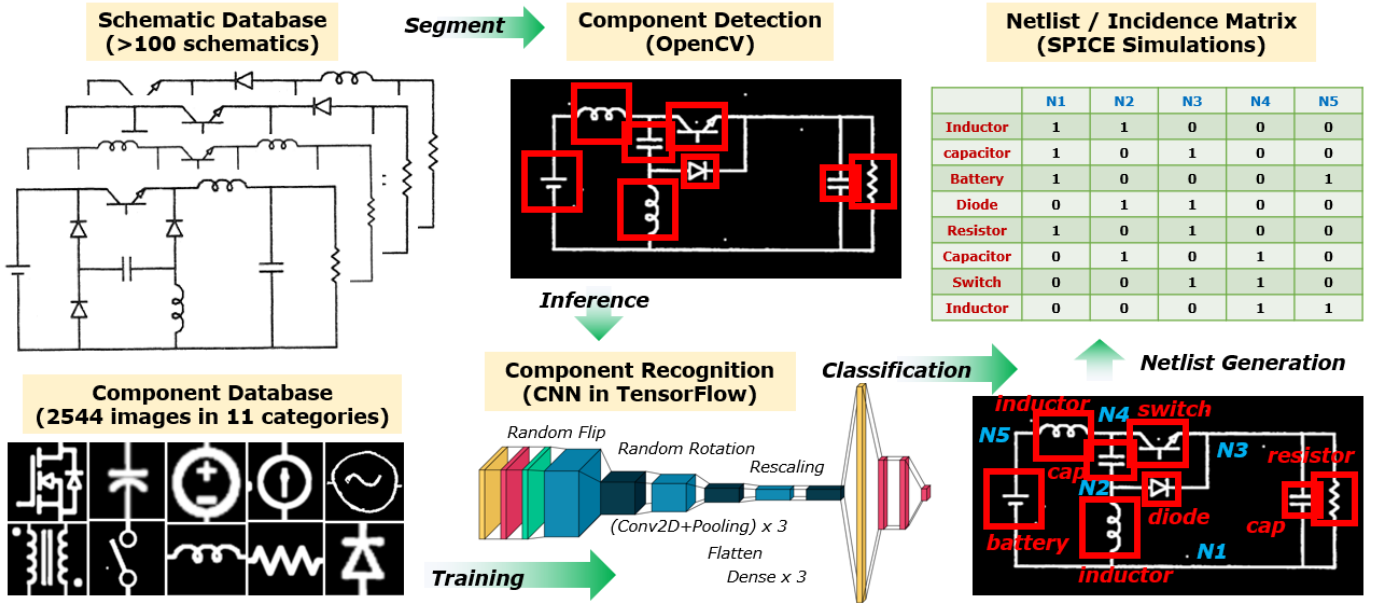 Schematic Database
(>100 schematics)
Segment
Component Detection
(OpenCV)
Netlist / Incidence Matrix
(SPICE Simulations)
N1 N2 N3 N4 N5
Inductor 1 1 0 0 0
capacitor 1 0 1 0 0
Battery 1 0 0 0 1
Diode 0 1 1 0 0
Resistor 1 0 1 0 0
Capacitor 0 1 0 1 0
Switch 0 0 1 1 0
Inductor 0 0 0 1 1
Inference
Component Database
(2544 images in 11 categories)
Component Recognition
(CNN in TensorFlow)
Classification
Netlist Generation
Random Flip
Random Rotation
Rescaling
(Conv2D+Pooling) x 3
Flatten
Dense x 3
Training
inductor
N4
switch
N5
N3
resistor
cap
N2
diode
cap
battery
N1
inductor